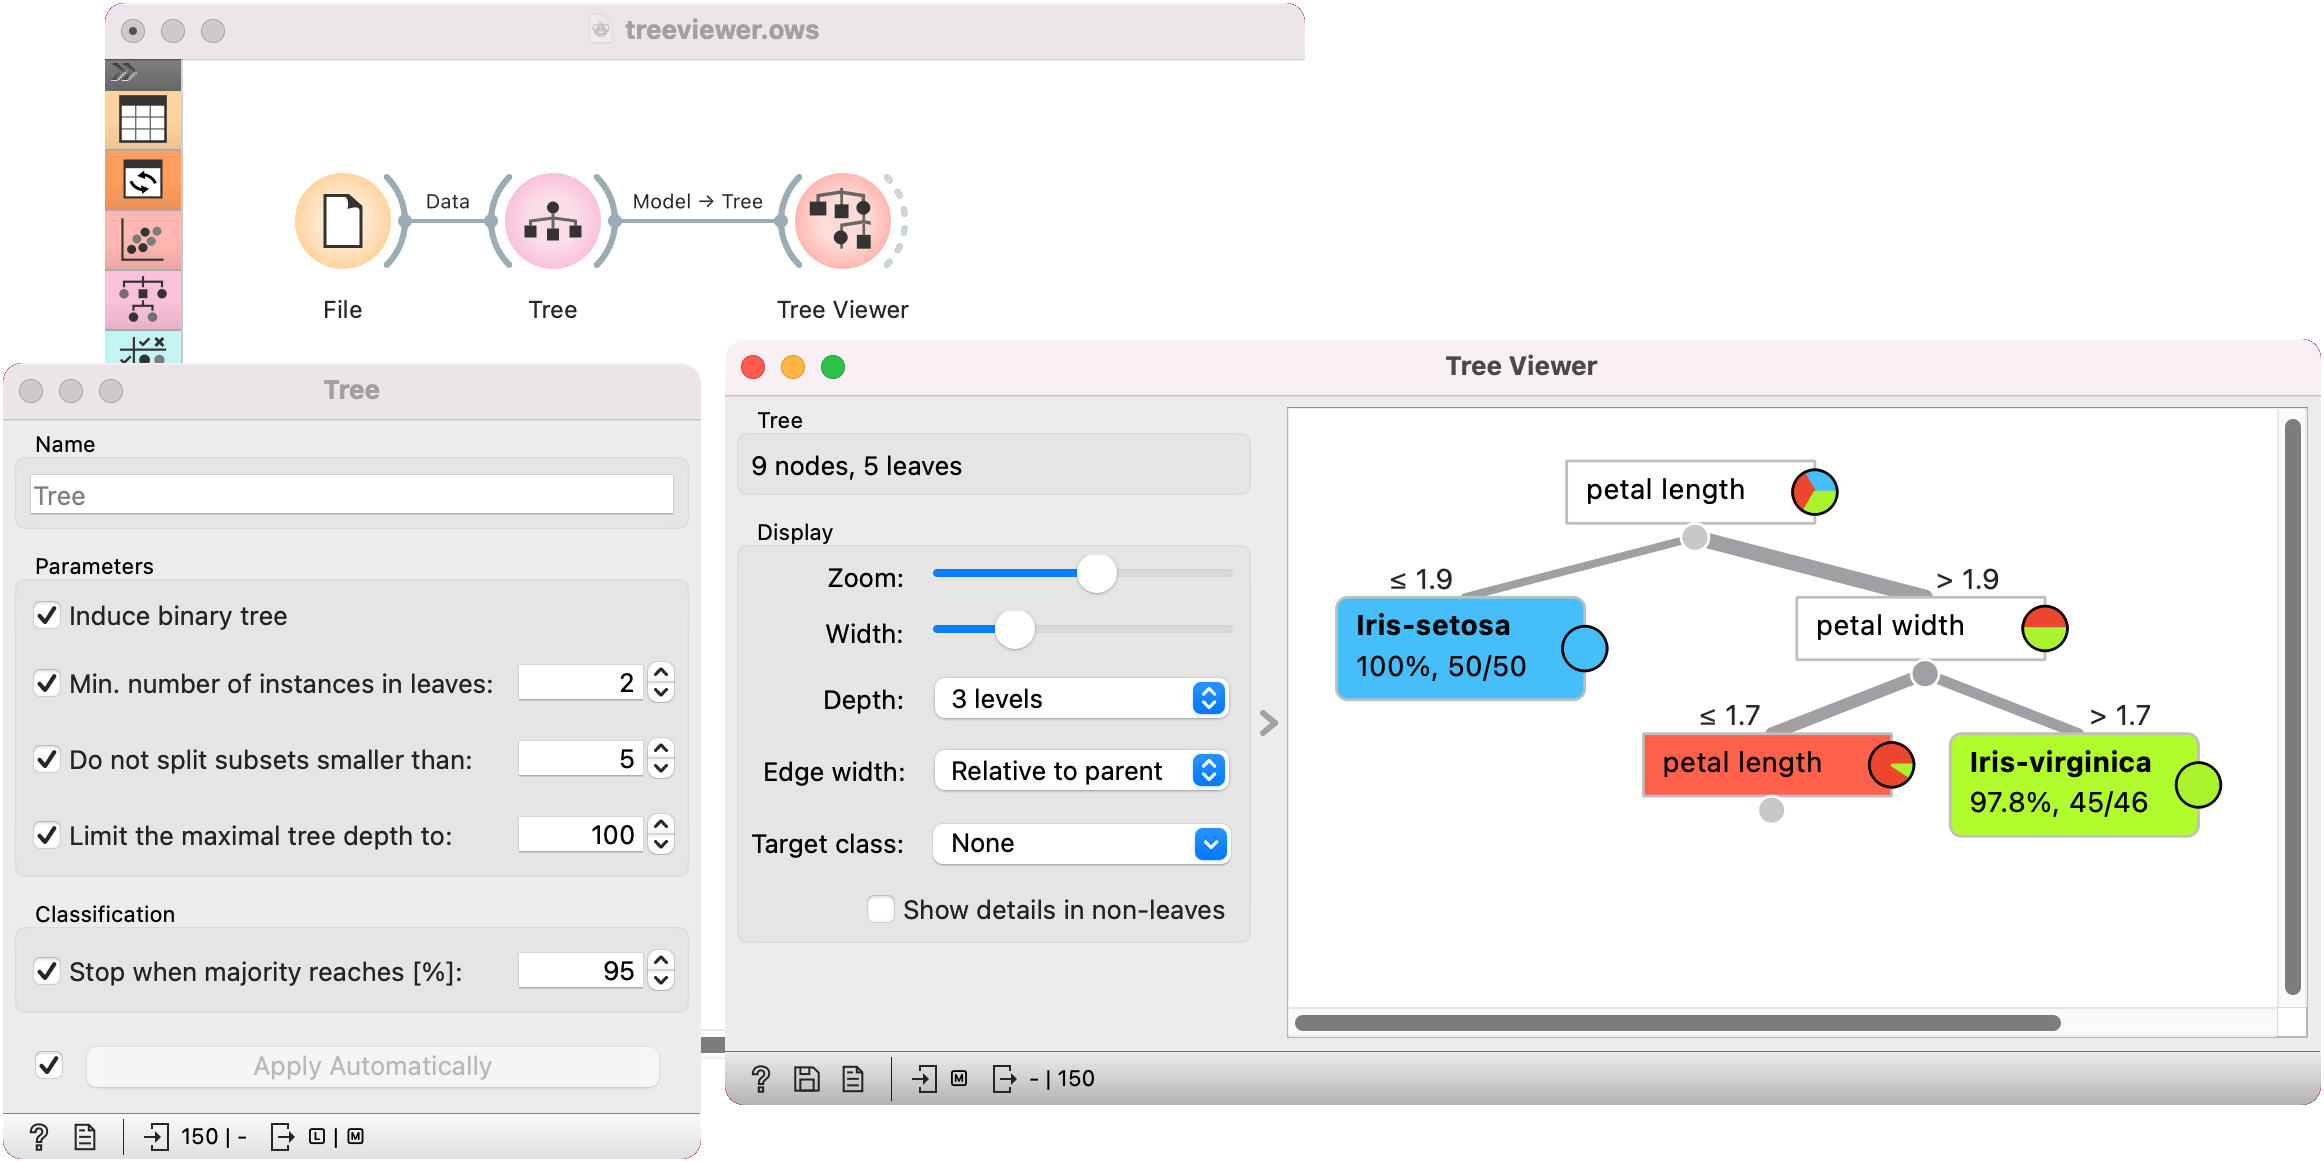 treeviewer.ows
Data
Model → Tree
File
Tree
Tree Viewer
Tree
Name
Tree
Parameters
Induce binary tree
Min. number of instances in leaves: 2
Do not split subsets smaller than: 5
Limit the maximal tree depth to: 100
Classification
Stop when majority reaches [%]: 95
Apply Automatically
? 150 | - L | M
Tree Viewer
Tree
9 nodes, 5 leaves
Display
Zoom:
Width:
Depth: 3 levels
Edge width: Relative to parent
Target class: None
Show details in non-leaves
petal length
≤ 1.9
> 1.9
Iris-setosa
100%, 50/50
petal width
≤ 1.7
> 1.7
petal length
Iris-virginica
97.8%, 45/46
? M - | 150